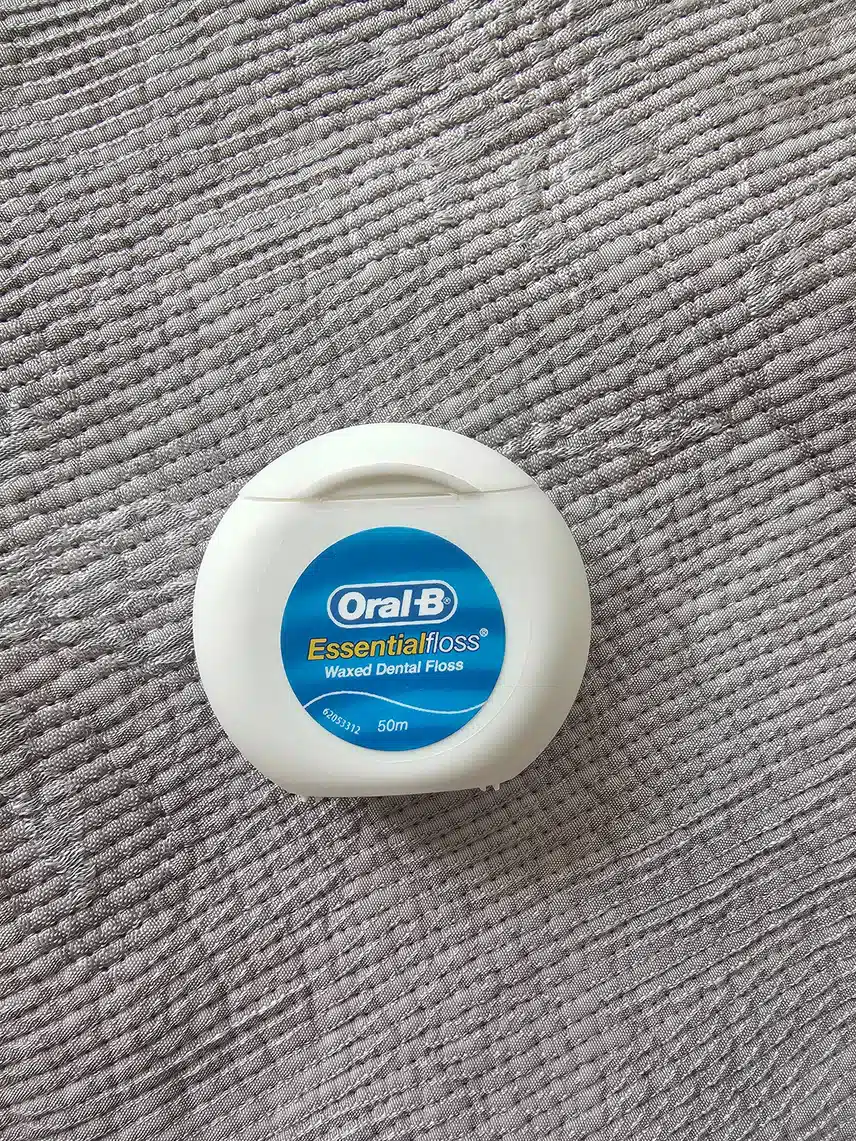 Oral-B®
Essentialfloss®
Waxed Dental Floss
62053312
50m